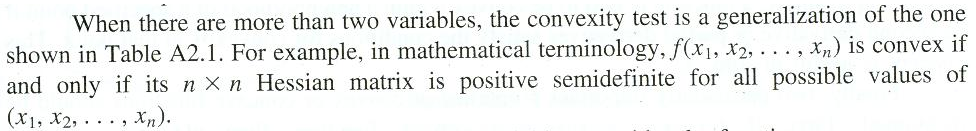 When there are more than two variables, the convexity test is a generalization of the one
shown in Table A2.1. For example, in mathematical terminology, f(x₁, x₂, . . . , xₙ) is convex if
and only if its n × n Hessian matrix is positive semidefinite for all possible values of
(x₁, x₂, . . . , xₙ).